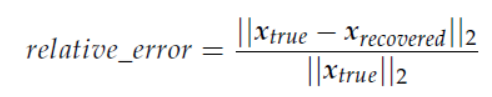 relative_error = ||x_true − x_recovered||_2 / ||x_true||_2